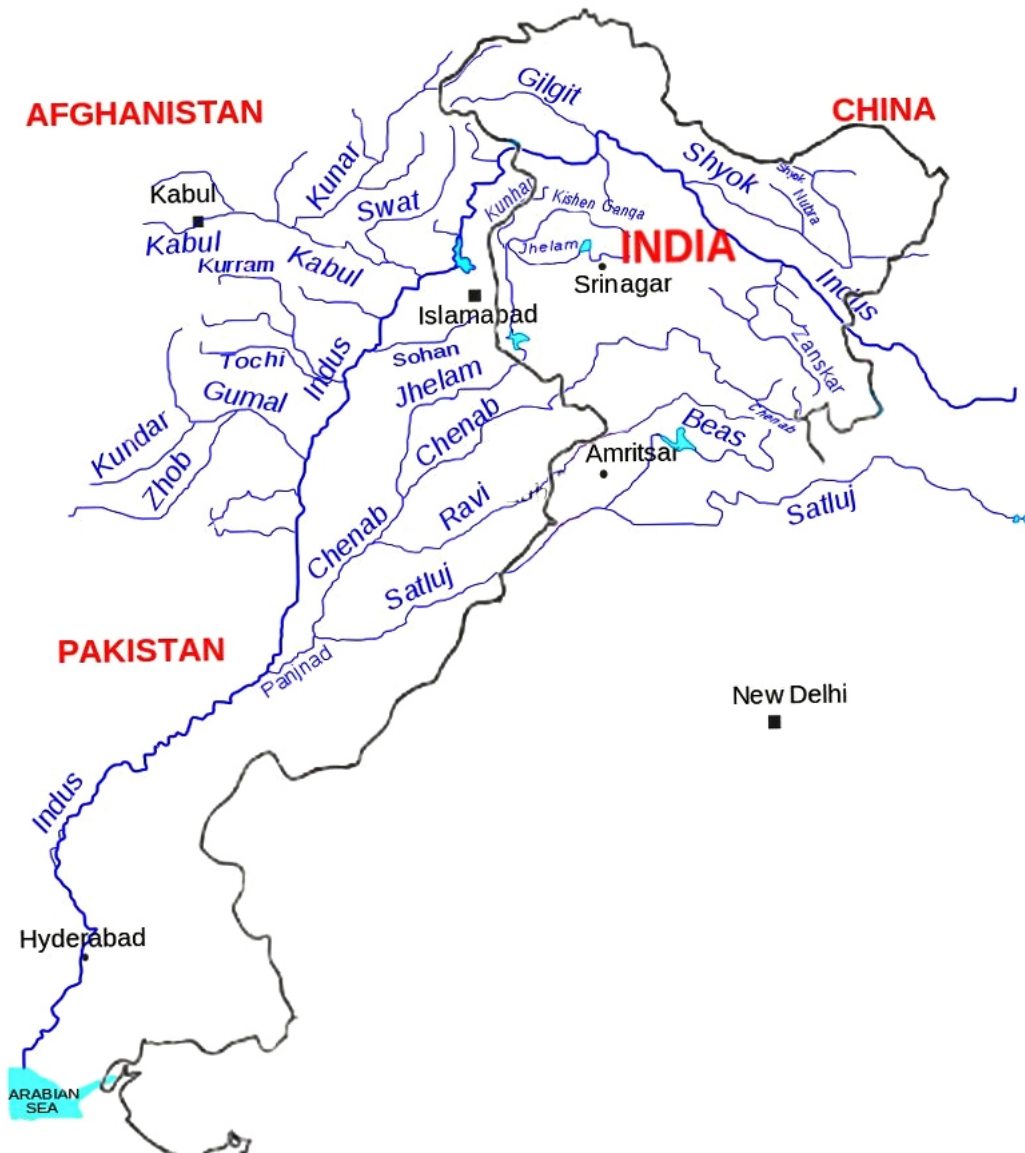 Gilgit
AFGHANISTAN
CHINA
Shyok
Shyok
Kunar
Kabul
Swat
Kunhar
Kishen Ganga
Nubra
Kabul
Kurram
Kabul
Jhelam
INDIA
Srinagar
Indus
Islamabad
Sohan
Zanskar
Tochi
Indus
Jhelam
Gumal
Chenab
Chenab
Kundar
Zhob
Beas
Amritsar
Ravi
Satluj
Chenab
Satluj
PAKISTAN
Panjnad
New Delhi
Indus
Hyderabad
ARABIAN
SEA